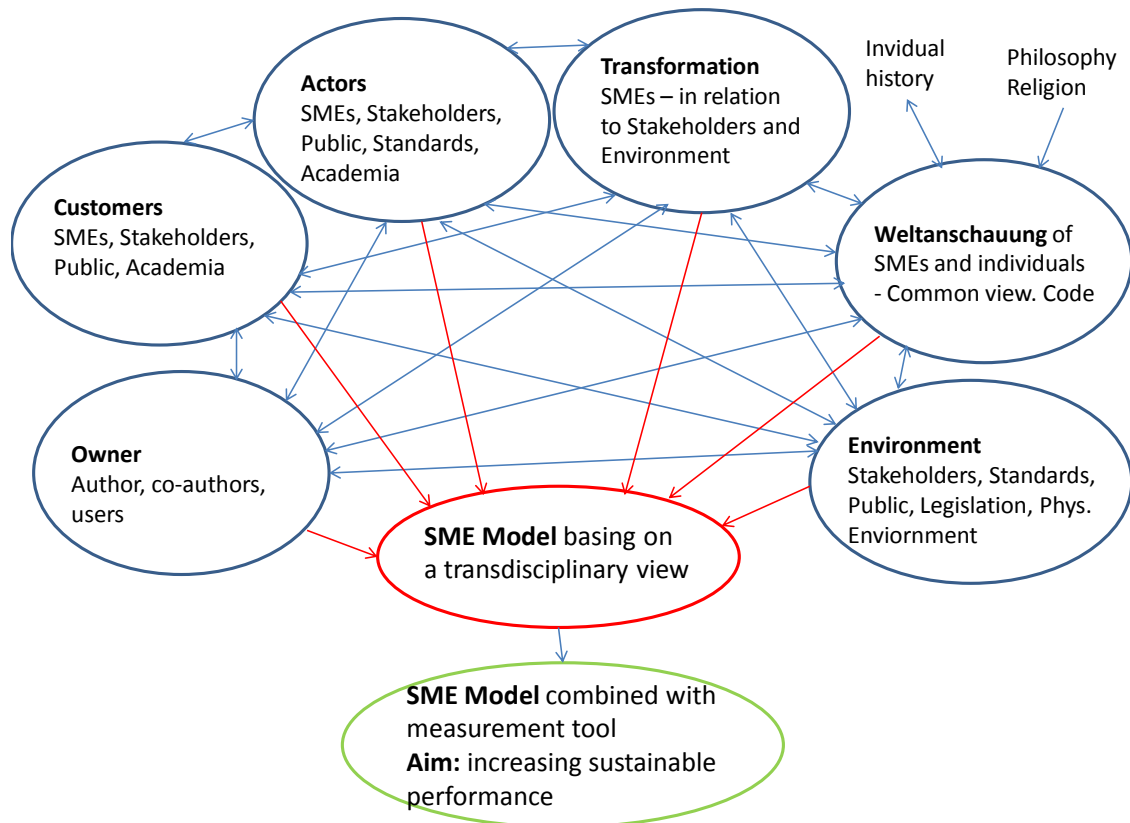 Actors
SMEs, Stakeholders,
Public, Standards,
Academia
Transformation
SMEs – in relation
to Stakeholders and
Environment
Invidual
history
Philosophy
Religion
Customers
SMEs, Stakeholders,
Public, Academia
Weltanschauung of
SMEs and individuals
- Common view. Code
Owner
Author, co-authors,
users
Environment
Stakeholders, Standards,
Public, Legislation, Phys.
Enviornment
SME Model basing on
a transdisciplinary view
SME Model combined with
measurement tool
Aim: increasing sustainable
performance